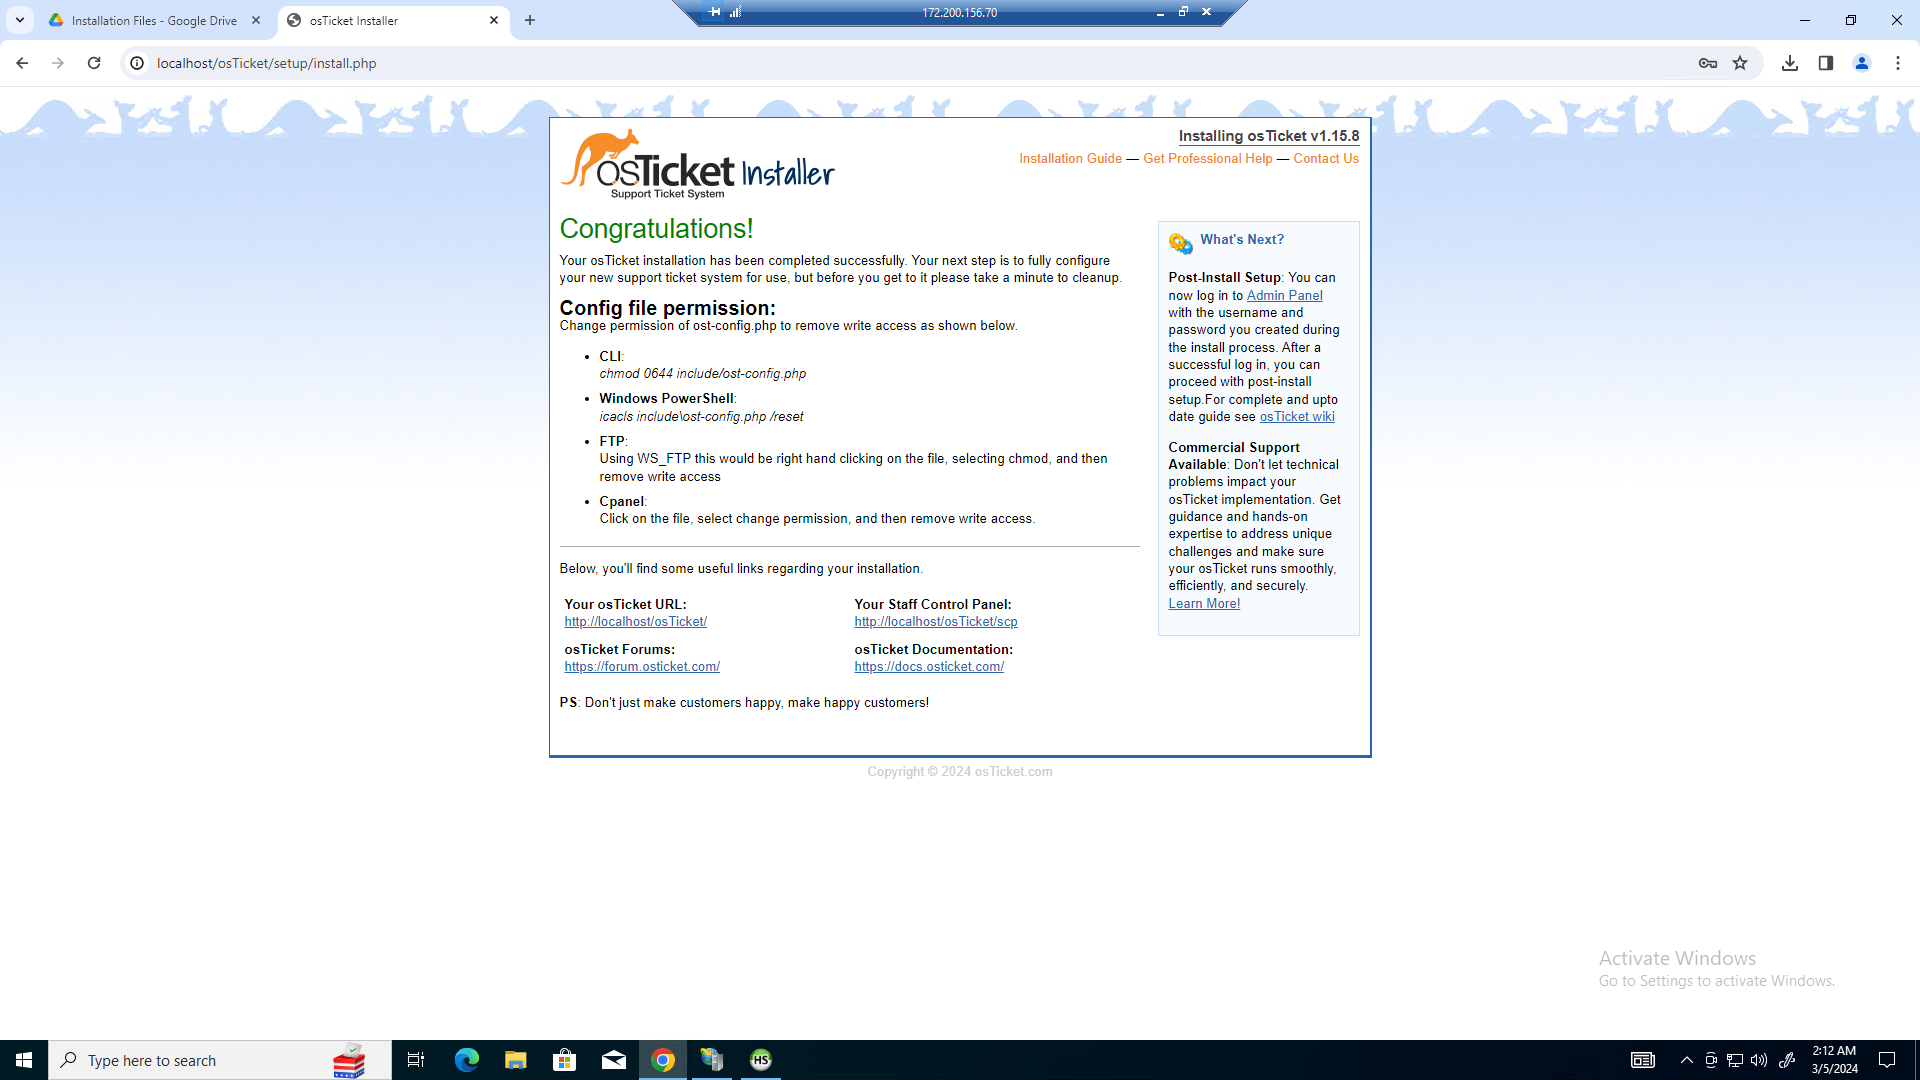 Installation Files - Google Drive
osTicket Installer
172.200.156.70
localhost/osTicket/setup/install.php
osTicket Installer
Support Ticket System
Installing osTicket v1.15.8
Installation Guide — Get Professional Help — Contact Us
Congratulations!
Your osTicket installation has been completed successfully. Your next step is to fully configure
your new support ticket system for use, but before you get to it please take a minute to cleanup.
Config file permission:
Change permission of ost-config.php to remove write access as shown below.
• CLI:
chmod 0644 include/ost-config.php
• Windows PowerShell:
icacls include\ost-config.php /reset
• FTP:
Using WS_FTP this would be right hand clicking on the file, selecting chmod, and then
remove write access
• Cpanel:
Click on the file, select change permission, and then remove write access.
Below, you'll find some useful links regarding your installation.
Your osTicket URL:
http://localhost/osTicket/
Your Staff Control Panel:
http://localhost/osTicket/scp
osTicket Forums:
https://forum.osticket.com/
osTicket Documentation:
https://docs.osticket.com/
PS: Don't just make customers happy, make happy customers!
What's Next?
Post-Install Setup: You can
now log in to Admin Panel
with the username and
password you created during
the install process. After a
successful log in, you can
proceed with post-install
setup.For complete and upto
date guide see osTicket wiki
Commercial Support
Available: Don't let technical
problems impact your
osTicket implementation. Get
guidance and hands-on
expertise to address unique
challenges and make sure
your osTicket runs smoothly,
efficiently, and securely.
Learn More!
Copyright © 2024 osTicket.com
Activate Windows
Go to Settings to activate Windows.
Type here to search
HS
2:12 AM
3/5/2024